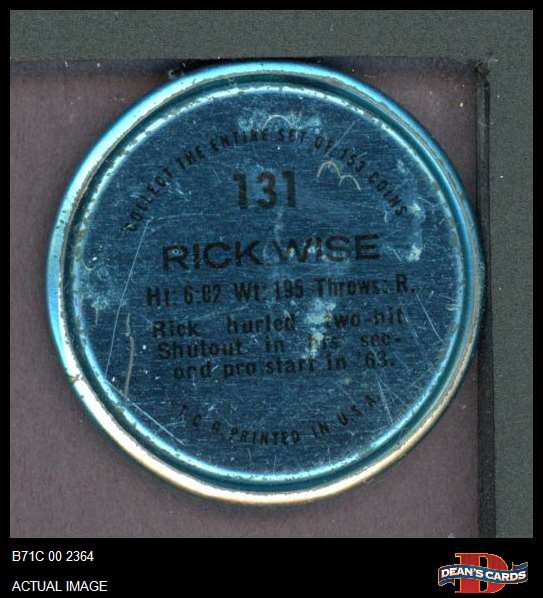 COLLECT THE ENTIRE SET OF 153 COINS
131
RICK WISE
Ht: 6-02 Wt: 195 Throws: R.
Rick hurled two-hit
Shutout in his sec-
ond pro start in '63.
T.C.G. PRINTED IN U.S.A.
B71C 00 2364
ACTUAL IMAGE
D
DEAN'S CARDS